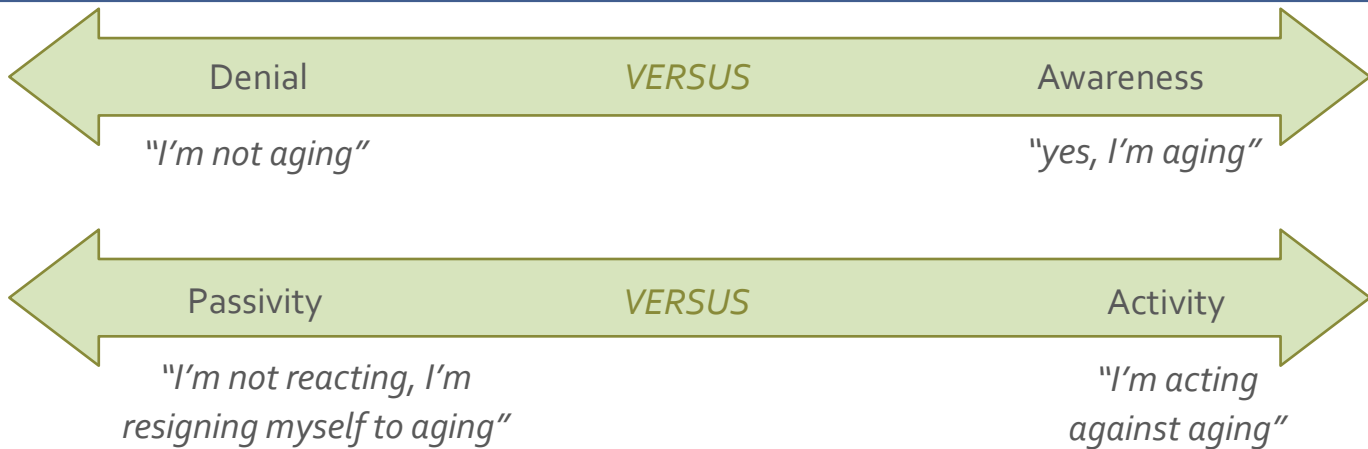 Denial VERSUS Awareness
“I’m not aging” “yes, I’m aging”
Passivity VERSUS Activity
“I’m not reacting, I’m
resigning myself to aging”
“I’m acting
against aging”